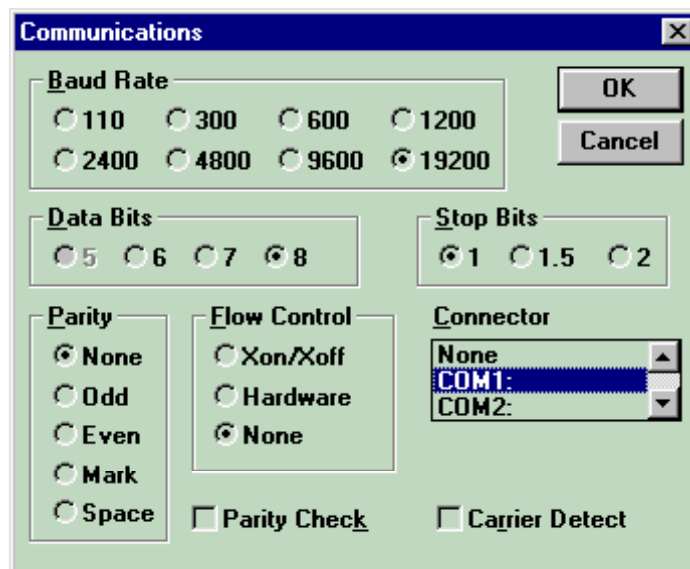 Communications
Baud Rate
OK
110 300 600 1200
2400 4800 9600 19200
Cancel
Data Bits
5 6 7 8
Stop Bits
1 1.5 2
Parity
None
Odd
Even
Mark
Space
Flow Control
Xon/Xoff
Hardware
None
Connector
None
COM1:
COM2:
Parity Check
Carrier Detect